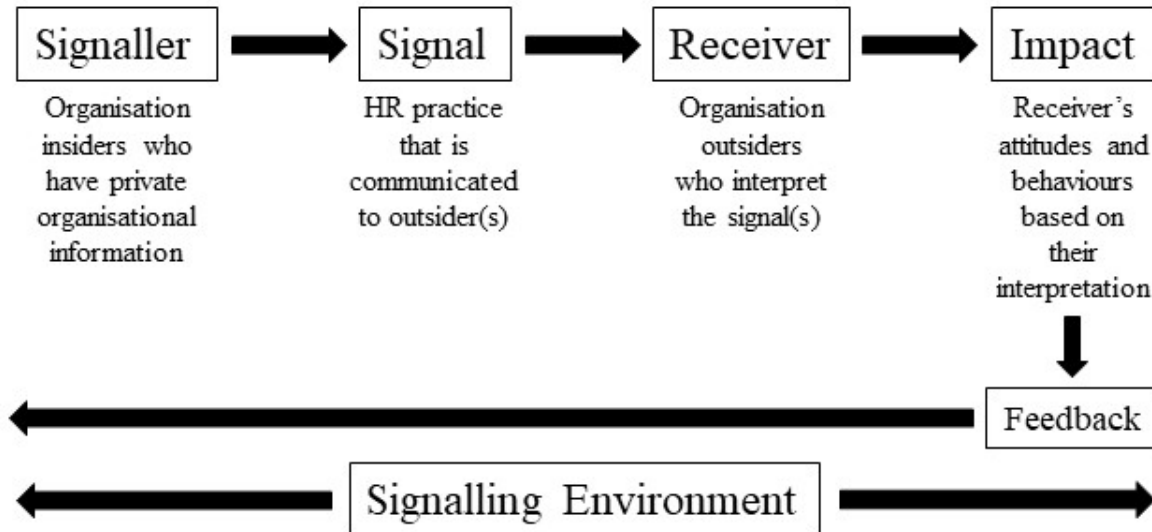 Signaller
Organisation
insiders who
have private
organisational
information
Signal
HR practice
that is
communicated
to outsider(s)
Receiver
Organisation
outsiders
who interpret
the signal(s)
Impact
Receiver’s
attitudes and
behaviours
based on
their
interpretation
Feedback
Signalling Environment